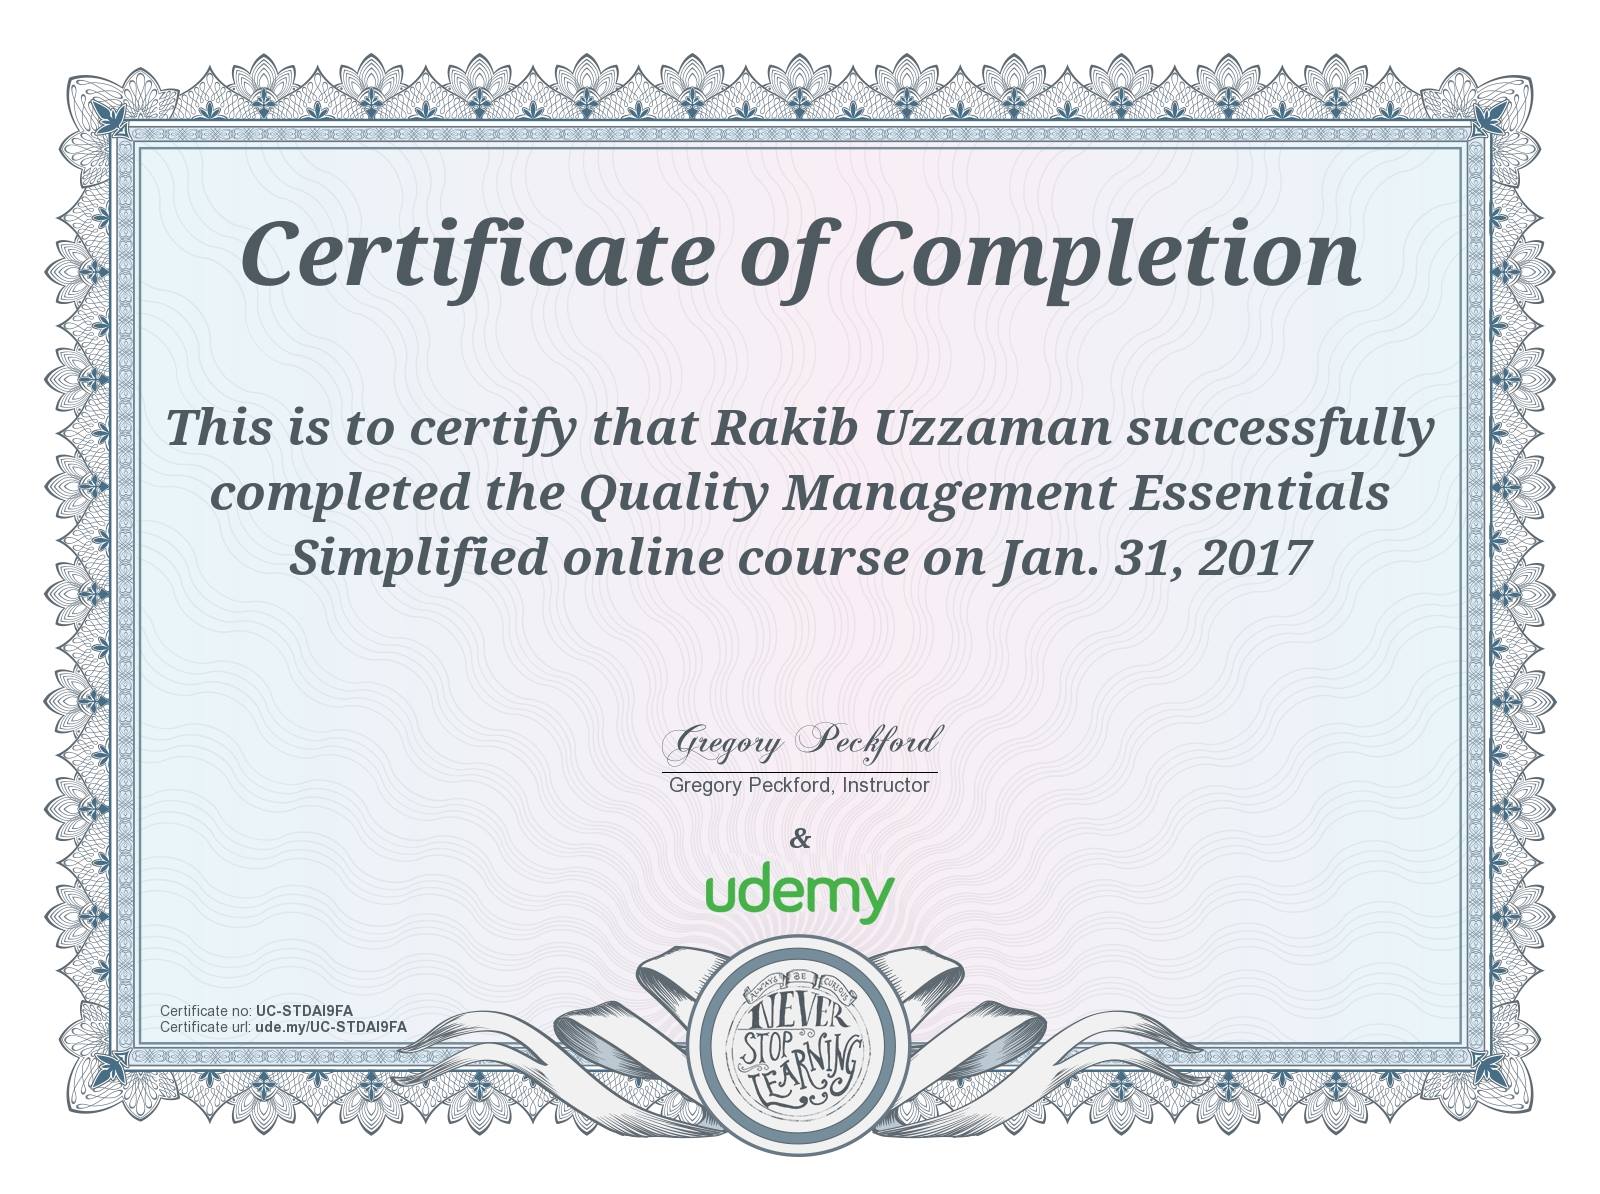 Certificate of Completion
This is to certify that Rakib Uzzaman successfully
completed the Quality Management Essentials
Simplified online course on Jan. 31, 2017
Gregory Peckford
Gregory Peckford, Instructor
&
udemy
Certificate no: UC-STDAI9FA
Certificate url: ude.my/UC-STDAI9FA
ALWAYS BE CURIOUS
NEVER
STOP
LEARNING